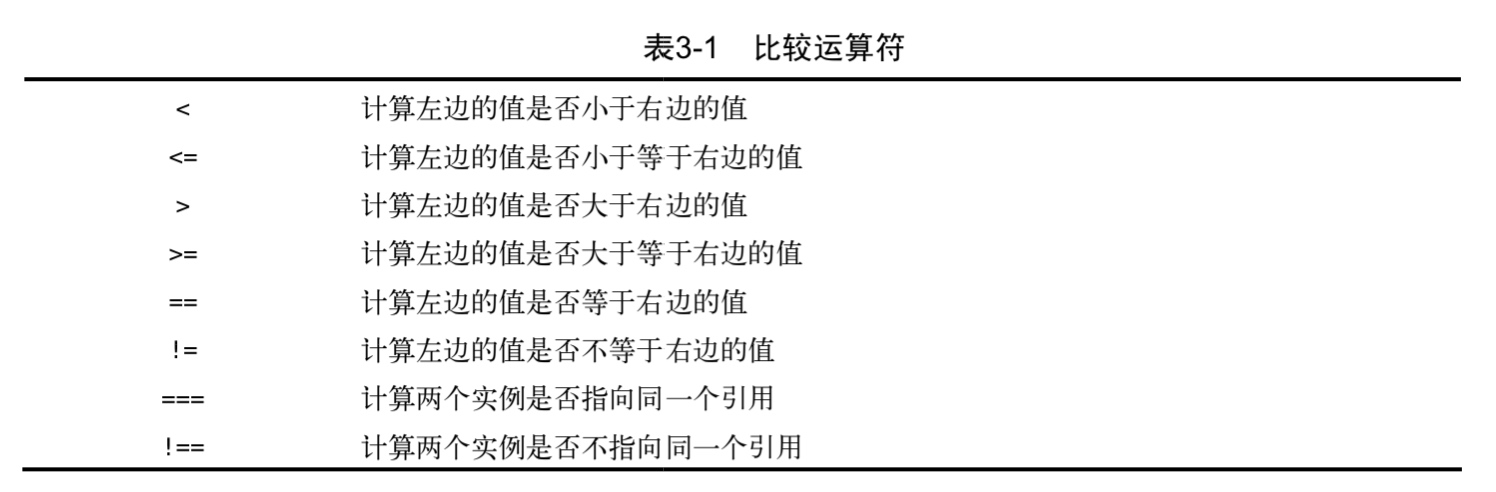 表3-1 比较运算符
< 计算左边的值是否小于右边的值
<= 计算左边的值是否小于等于右边的值
> 计算左边的值是否大于右边的值
>= 计算左边的值是否大于等于右边的值
== 计算左边的值是否等于右边的值
!= 计算左边的值是否不等于右边的值
=== 计算两个实例是否指向同一个引用
!== 计算两个实例是否不指向同一个引用